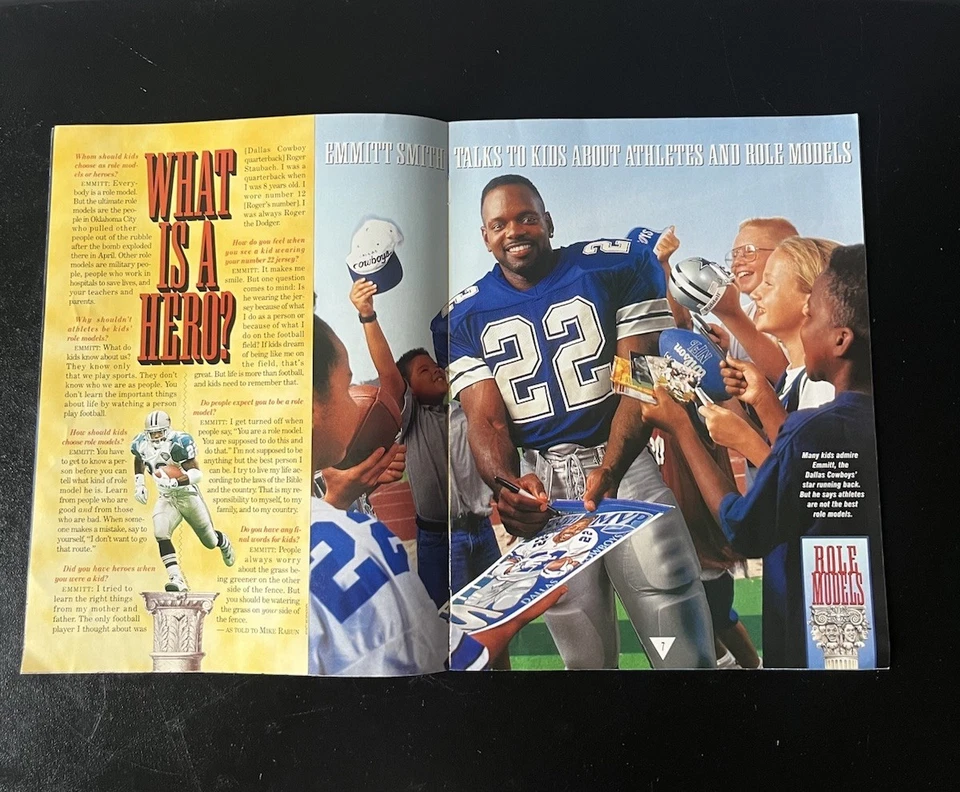 WHAT
IS A
HERO?
EMMITT SMITH TALKS TO KIDS ABOUT ATHLETES AND ROLE MODELS
Whom should kids
choose as role mod-
els or heroes?
EMMITT: Every-
body is a role model.
But the ultimate role
models are the peo-
ple in Oklahoma City
who pulled other
people out of the rubble
after the bomb exploded
there in April. Other role
models are military peo-
ple, people who work in
hospitals to save lives, and
your teachers and
parents.
Why shouldn't
athletes be kids'
role models?
EMMITT: What do
kids know about us?
They know only
that we play sports. They don't
know who we are as people. You
don't learn the important things
about life by watching a person
play football.
How should kids
choose role models?
EMMITT: You have
to get to know a per-
son before you can
tell what kind of role
model he is. Learn
from people who are
good and from those
who are bad. When some-
one makes a mistake, say to
yourself, "I don't want to go
that route."
Did you have heroes when
you were a kid?
EMMITT: I tried to
learn the right things
from my mother and
father. The only football
player I thought about was
[Dallas Cowboy
quarterback] Roger
Staubach. I was a
quarterback when
I was 8 years old. I
wore number 12
[Roger's number]. I
was always Roger
the Dodger.
How do you feel when
you see a kid wearing
your number 22 jersey?
EMMITT: It makes me
smile. But one question
comes to mind: Is
he wearing the jer-
sey because of what
I do as a person or
because of what I
do on the football
field? If kids dream
of being like me on
the field, that's
great. But life is more than football,
and kids need to remember that.
Do people expect you to be a role
model?
EMMITT: I get turned off when
people say, "You are a role model.
You are supposed to do this and
do that." I'm not supposed to be
anything but the best person I
can be. I try to live my life ac-
cording to the laws of the Bible
and the country. That is my re-
sponsibility to myself, to my
family, and to my country.
Do you have any fi-
nal words for kids?
EMMITT: People
always worry
about the grass be-
ing greener on the other
side of the fence. But
you should be watering
the grass on your side of
the fence.
— AS TOLD TO MIKE RABUN
Cowboys
22
2
Wilson
NFL
MVP
22
DALLAS COWBOYS
22
Many kids admire
Emmitt, the
Dallas Cowboys'
star running back.
But he says athletes
are not the best
role models.
ROLE
MODELS
7